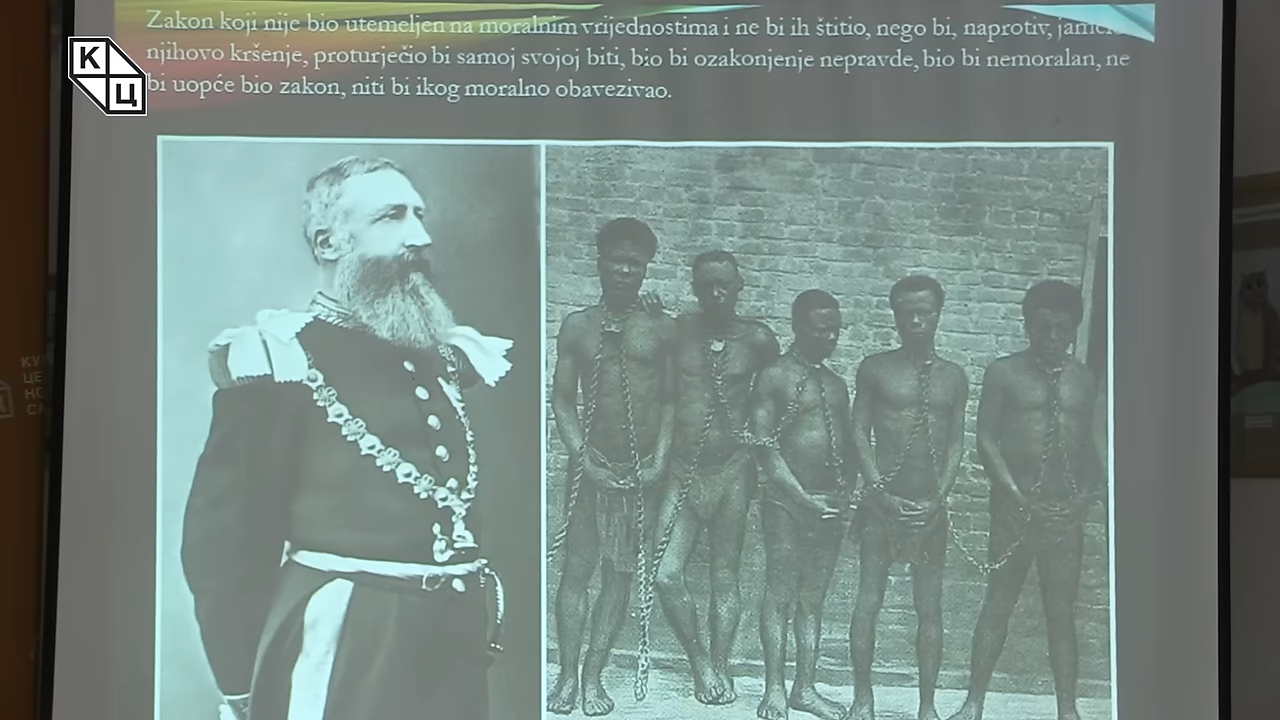 Zakon koji nije bio utemeljen na moralnim vrijednostima i ne bi ih štitio, nego bi, naprotiv,
njihovo kršenje, proturječio bi samoj svojoj biti, bio bi ozakonjenje nepravde, bio bi nemoralan, ne
bi uopće bio zakon, niti bi ikog moralno obavezivao.
К
Ц